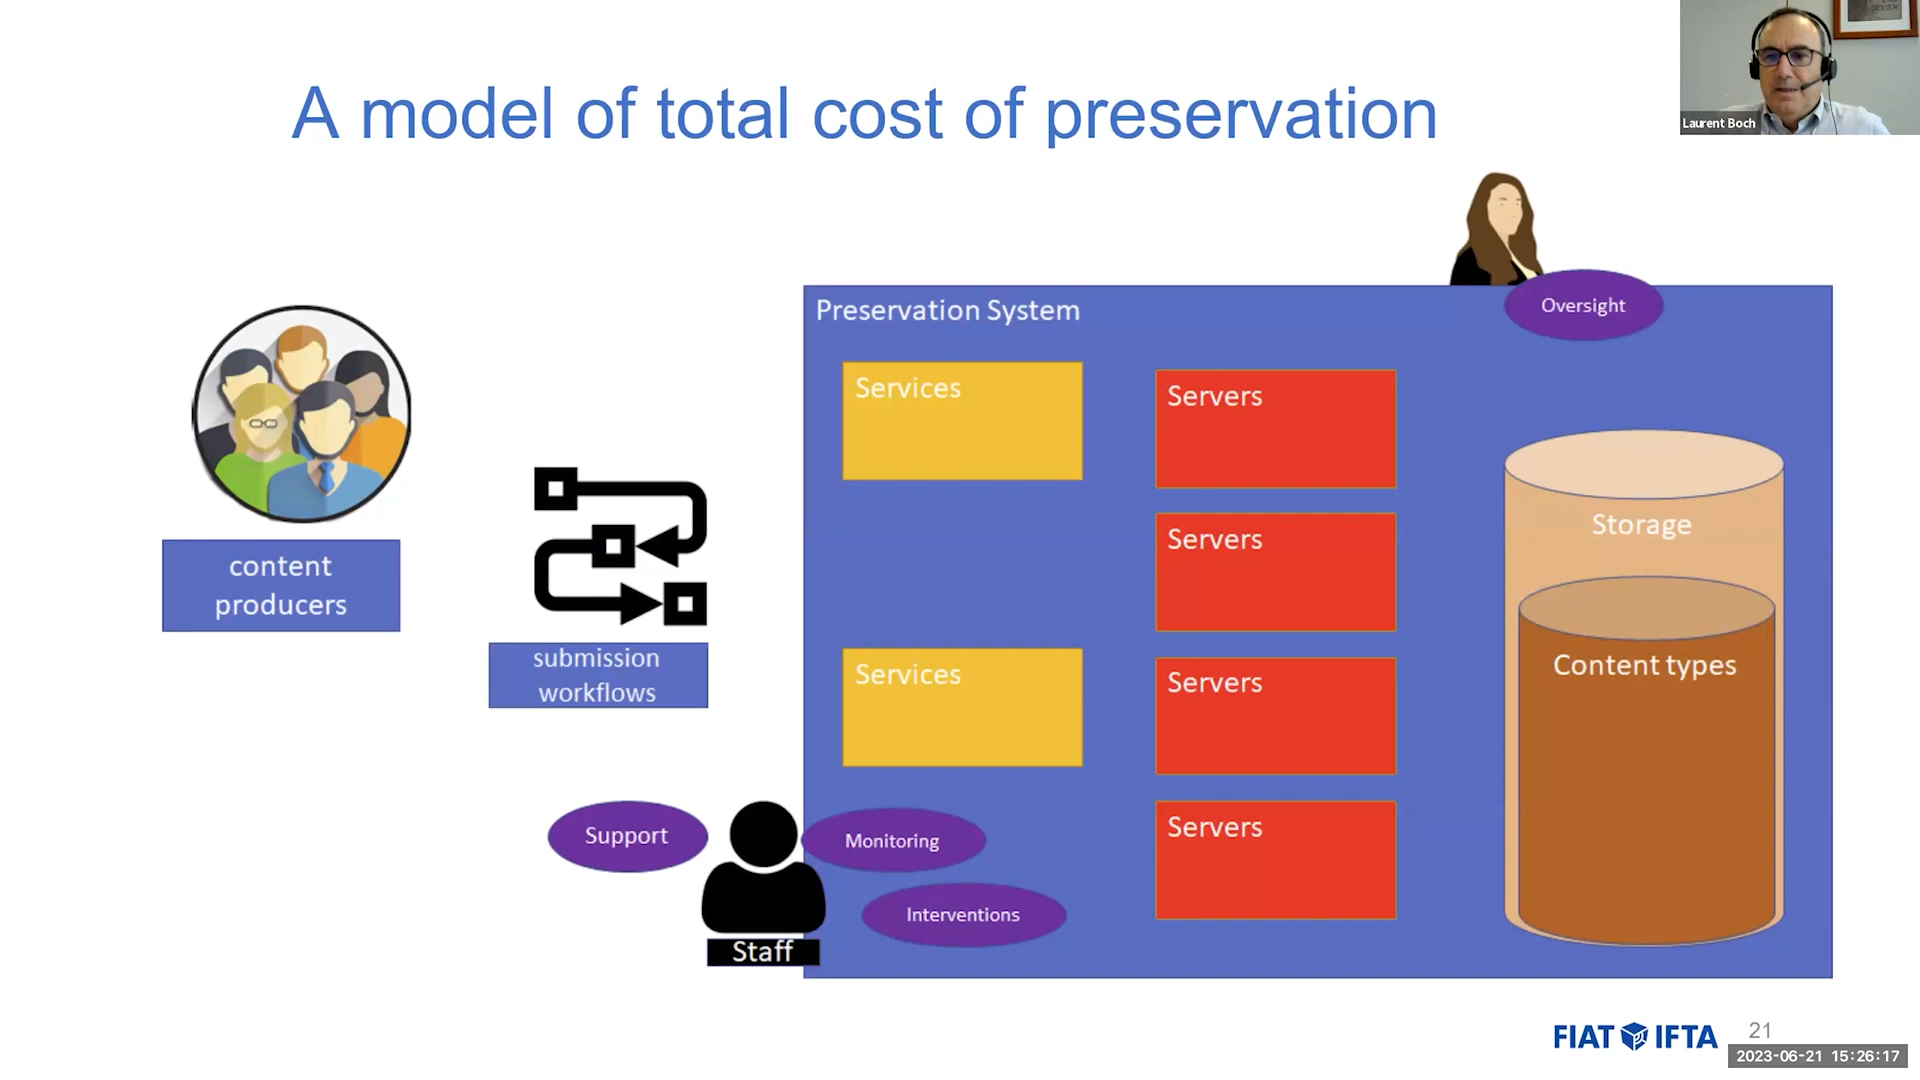 A model of total cost of preservation
Laurent Boch
Oversight
Preservation System
Services
Servers
Servers
Storage
content
producers
submission
workflows
Services
Servers
Content types
Support
Monitoring
Servers
Interventions
Staff
FIAT IFTA
21
2023-06-21 15:26:17